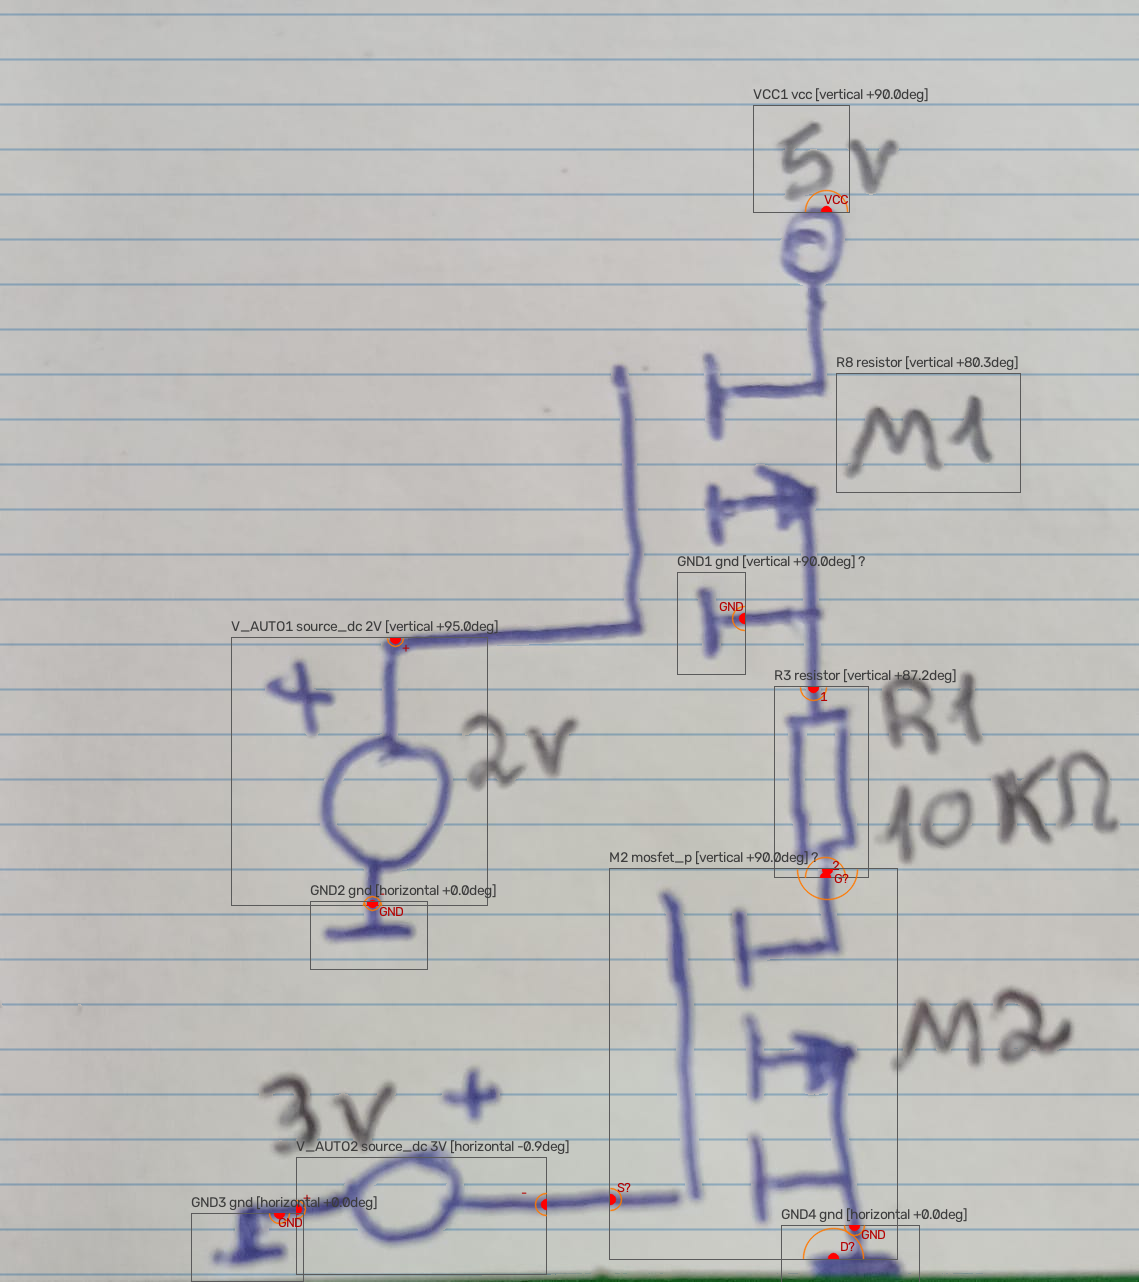 VCC1 vcc [vertical +90.0deg]
5V
VCC
R8 resistor [vertical +80.3deg]
M1
GND1 gnd [vertical +90.0deg] ?
GND
V_AUTO1 source_dc 2V [vertical +95.0deg]
+
+
2V
R3 resistor [vertical +87.2deg]
1
R1
10KΩ
2
M2 mosfet_p [vertical +90.0deg] ?
G?
GND2 gnd [horizontal +0.0deg]
GND
M2
3V +
V_AUTO2 source_dc 3V [horizontal -0.9deg]
+
-
S?
GND3 gnd [horizontal +0.0deg]
GND
GND4 gnd [horizontal +0.0deg]
GND
D?